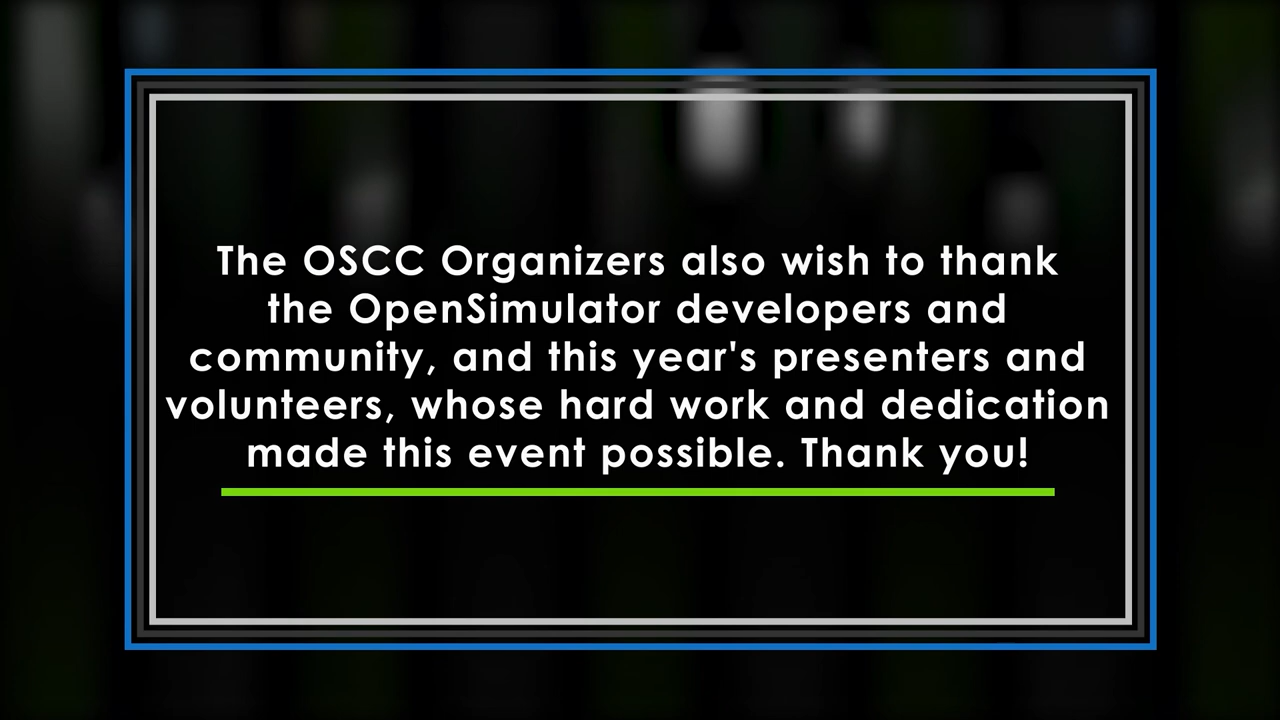 The OSCC Organizers also wish to thank
the OpenSimulator developers and
community, and this year's presenters and
volunteers, whose hard work and dedication
made this event possible. Thank you!